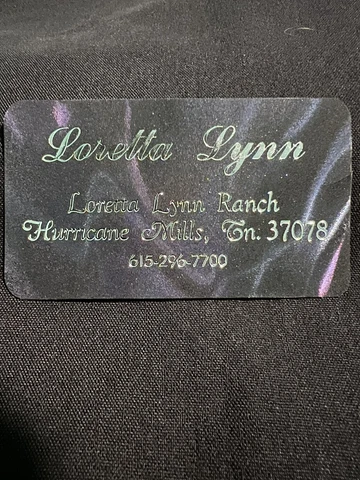 Loretta Lynn
Loretta Lynn Ranch
Hurricane Mills, Tn. 37078
615-296-7700